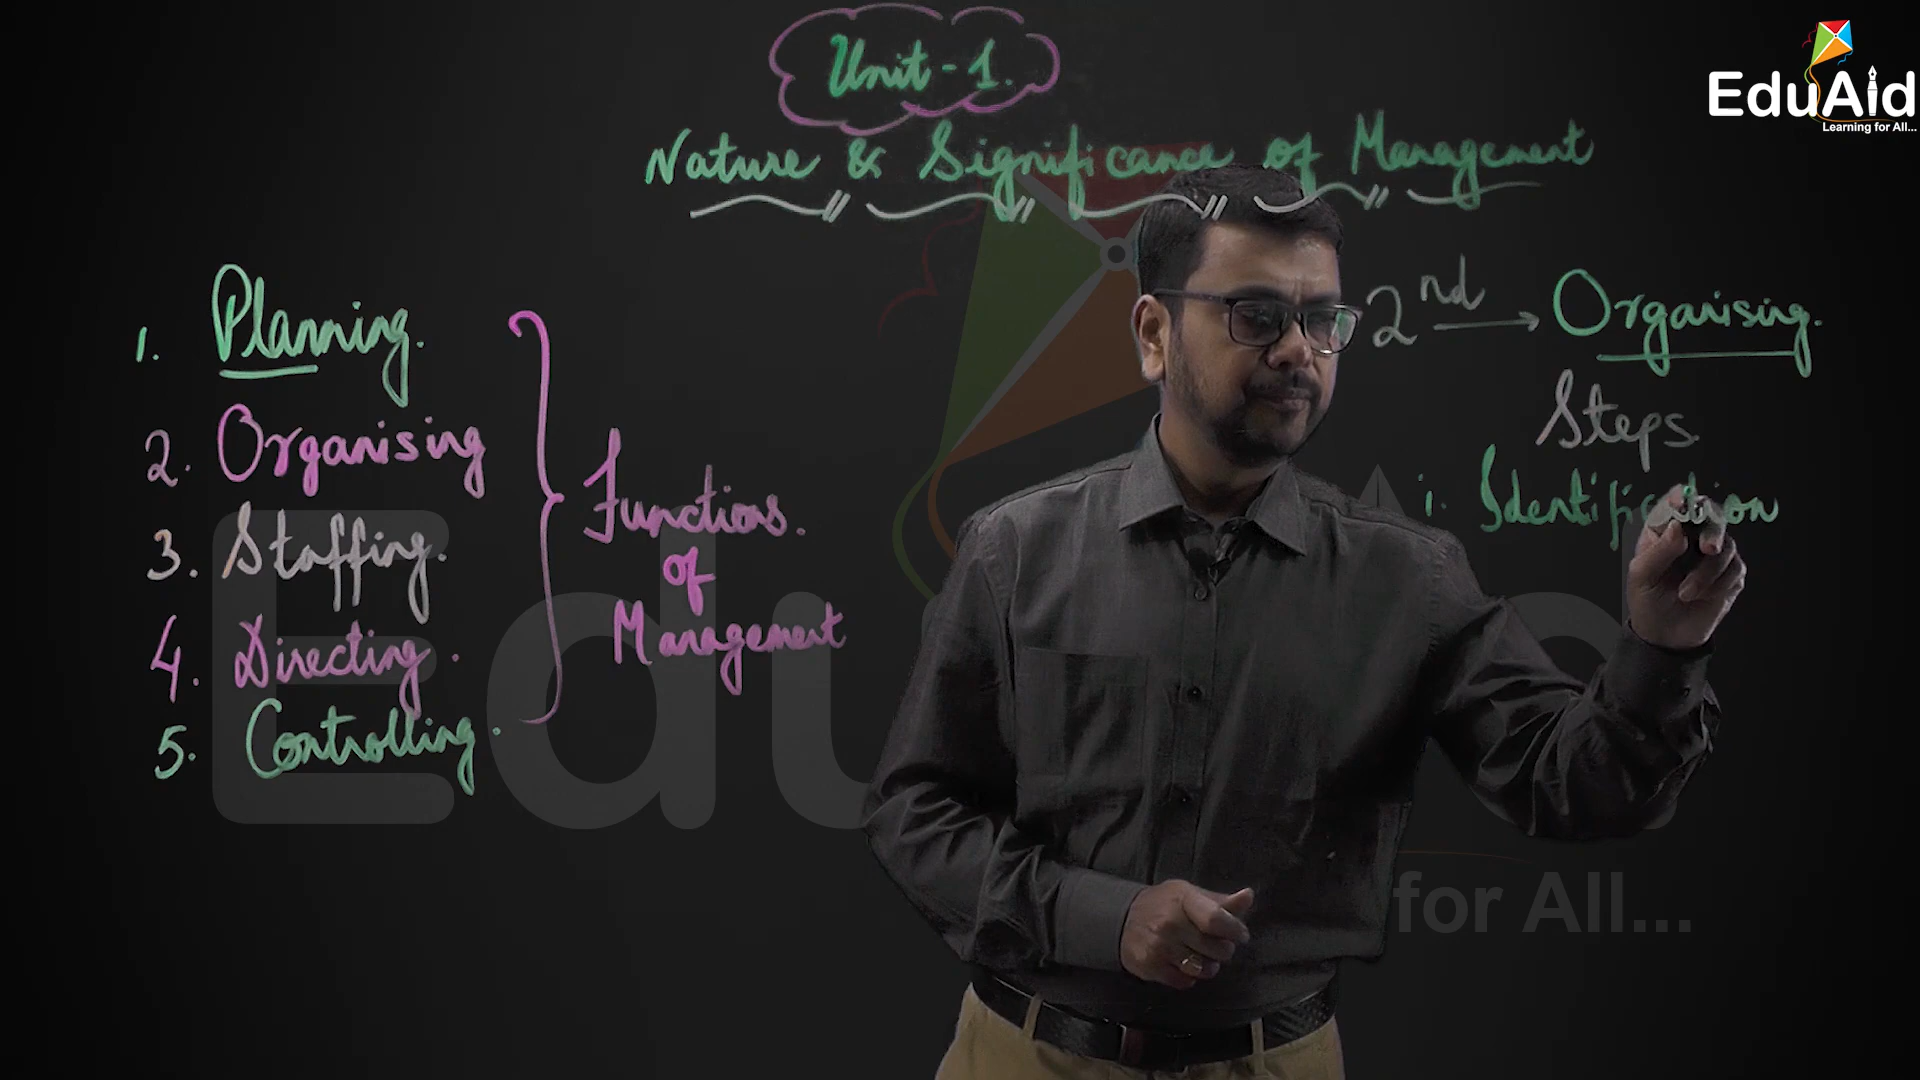 EduAid
Learning for All...
Unit-1.
Nature & Significance of Management
1. Planning.
2. Organising
3. Staffing.
4. Directing.
5. Controlling.
Functions.
of
Management
2nd → Organising.
Steps.
i. Identification
for All...